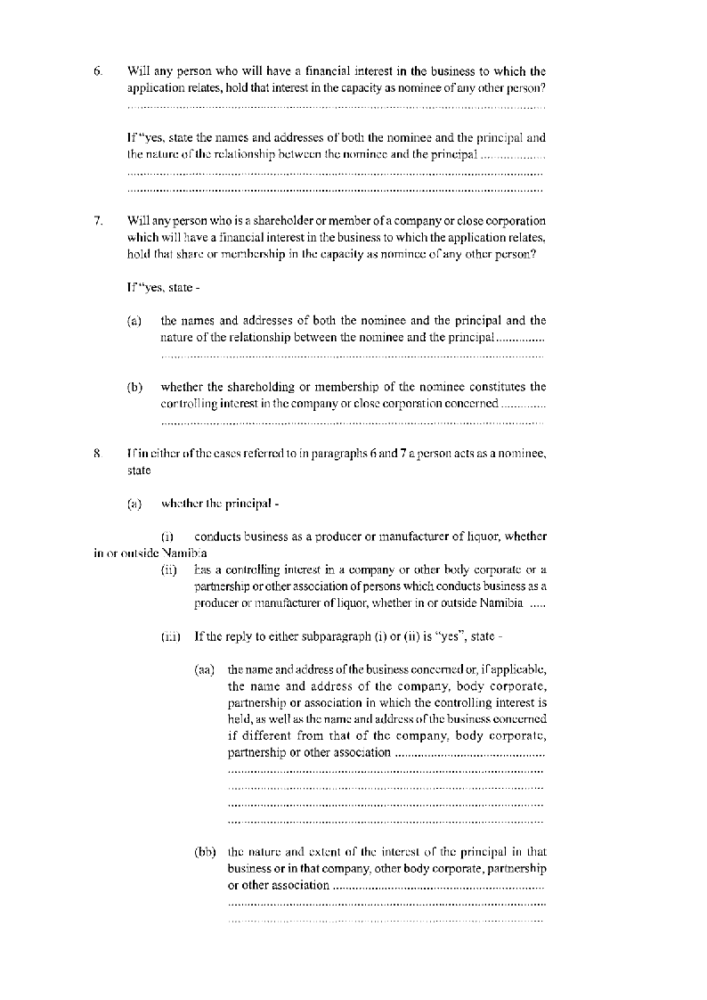 6. Will any person who will have a financial interest in the business to which the
application relates, hold that interest in the capacity as nominee of any other person?
..........................................................................................................................
If “yes, state the names and addresses of both the nominee and the principal and
the nature of the relationship between the nominee and the principal ....................
..........................................................................................................................
..........................................................................................................................
7. Will any person who is a shareholder or member of a company or close corporation
which will have a financial interest in the business to which the application relates,
hold that share or membership in the capacity as nominee of any other person?
If “yes, state -
(a) the names and addresses of both the nominee and the principal and the
nature of the relationship between the nominee and the principal ...............
................................................................................................................
(b) whether the shareholding or membership of the nominee constitutes the
controlling interest in the company or close corporation concerned ..............
................................................................................................................
8. If in either of the cases referred to in paragraphs 6 and 7 a person acts as a nominee,
state
(a) whether the principal -
(i) conducts business as a producer or manufacturer of liquor, whether
in or outside Namibia
(ii) has a controlling interest in a company or other body corporate or a
partnership or other association of persons which conducts business as a
producer or manufacturer of liquor, whether in or outside Namibia .....
(iii) If the reply to either subparagraph (i) or (ii) is “yes”, state -
(aa) the name and address of the business concerned or, if applicable,
the name and address of the company, body corporate,
partnership or association in which the controlling interest is
held, as well as the name and address of the business concerned
if different from that of the company, body corporate,
partnership or other association ..............................................
................................................................................................
................................................................................................
................................................................................................
................................................................................................
(bb) the nature and extent of the interest of the principal in that
business or in that company, other body corporate, partnership
or other association .................................................................
................................................................................................
................................................................................................